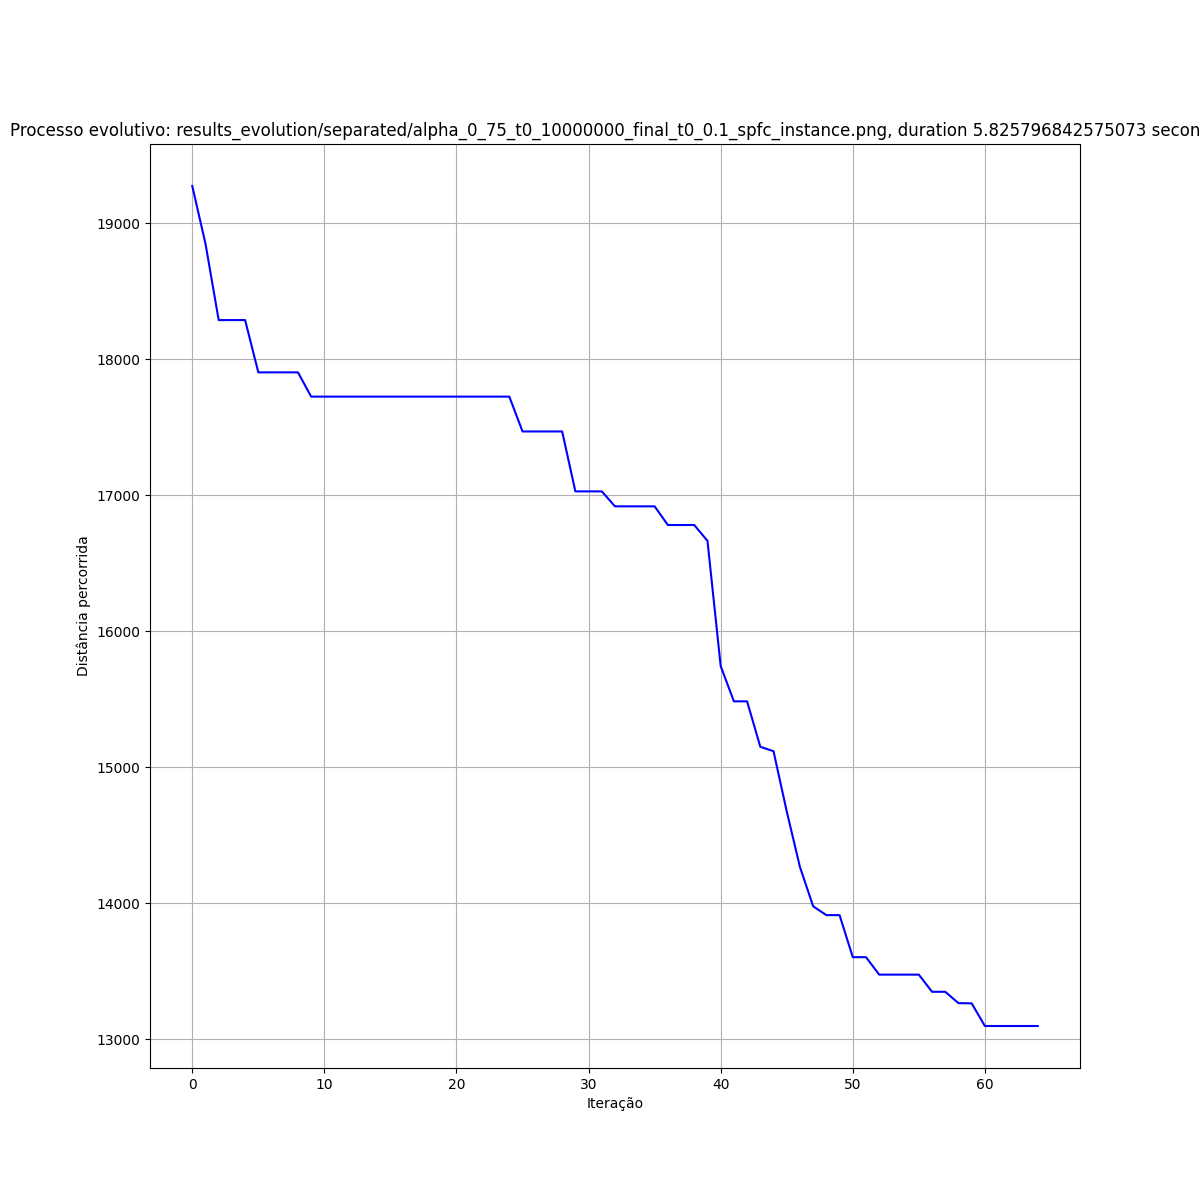 Processo evolutivo: results_evolution/separated/alpha_0_75_t0_10000000_final_t0_0.1_spfc_instance.png, duration 5.825796842575073 secon
19000
18000
17000
16000
15000
14000
13000
Distância percorrida
0 10 20 30 40 50 60
Iteração